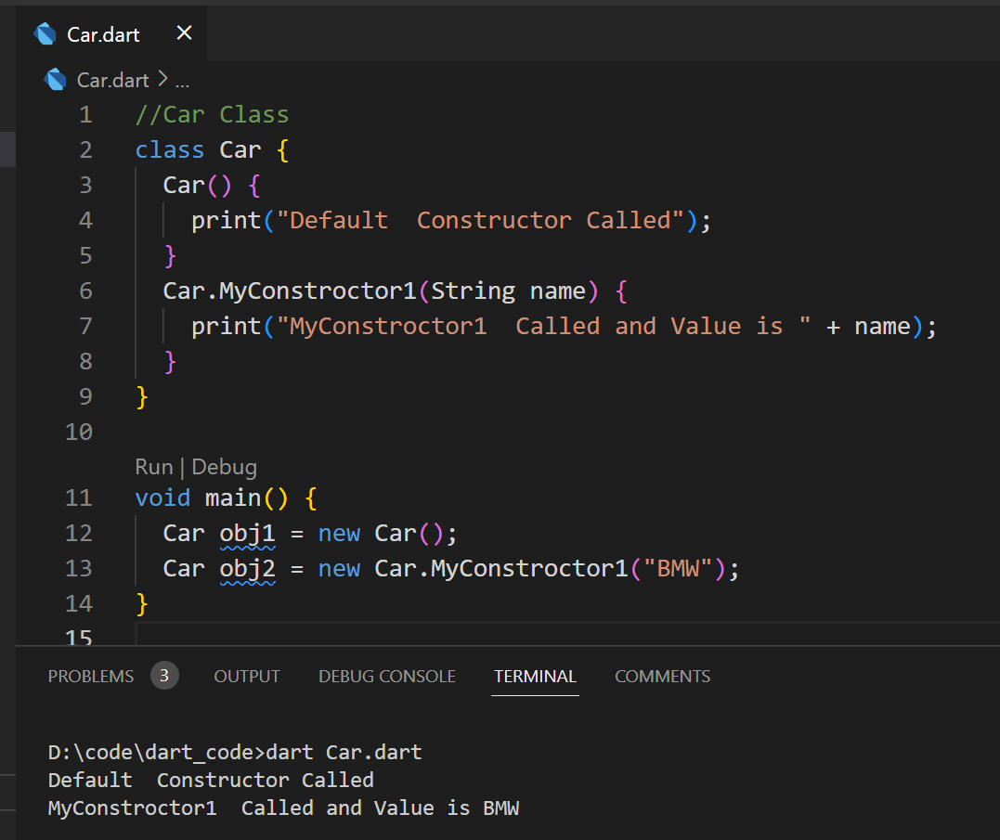 Car.dart
Car.dart > ...
1 //Car Class
2 class Car {
3 Car() {
4 print("Default  Constructor Called");
5 }
6 Car.MyConstroctor1(String name) {
7 print("MyConstroctor1  Called and Value is " + name);
8 }
9 }
10
Run | Debug
11 void main() {
12 Car obj1 = new Car();
13 Car obj2 = new Car.MyConstroctor1("BMW");
14 }
15
PROBLEMS 3 OUTPUT DEBUG CONSOLE TERMINAL COMMENTS
D:\code\dart_code>dart Car.dart
Default  Constructor Called
MyConstroctor1  Called and Value is BMW